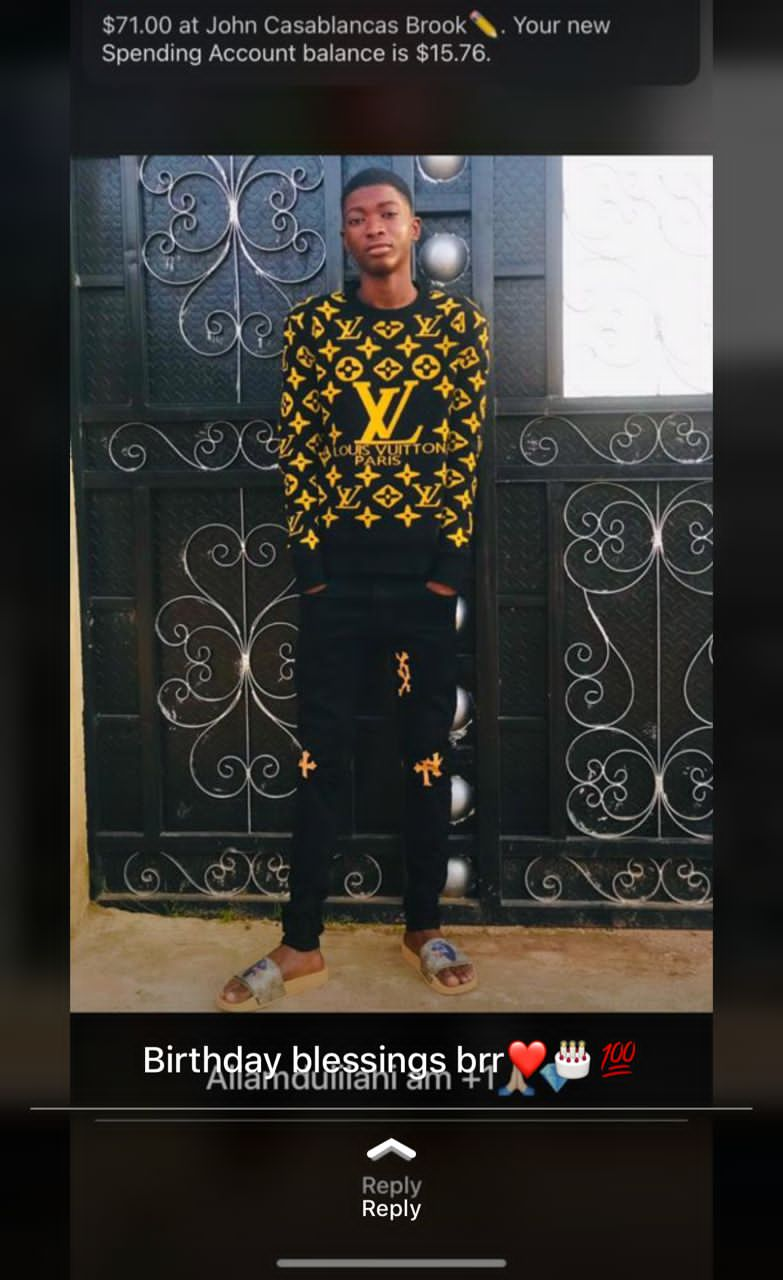 $71.00 at John Casablancas Brook✏️. Your new
Spending Account balance is $15.76.
LV
LOUIS VUITTON
PARIS
Birthday blessings brr❤️🎂💯
Allamdulilahi am +1🙏🏽💎
Reply
Reply